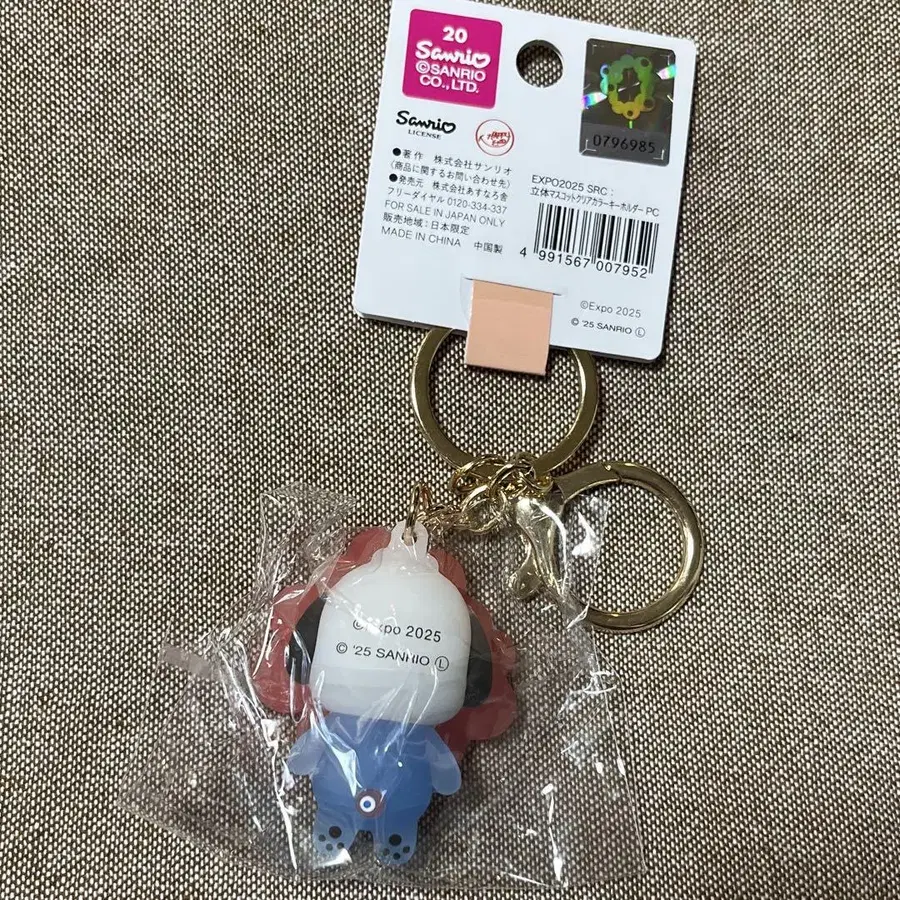 20
Sanrio
©SANRIO
CO., LTD.
Sanrio
LICENSE
0796985
●著作 株式会社サンリオ
(商品に関するお問い合わせ先)
●発売元 株式会社あすなろ舎
フリーダイヤル 0120-334-337
FOR SALE IN JAPAN ONLY
販売地域:日本限定
MADE IN CHINA 中国製
EXPO2025 SRC:
立体マスコットクリアカラーキーホルダー PC
4 991567 007952
©Expo 2025
© '25 SANRIO Ⓛ
©Expo 2025
© '25 SANRIO Ⓛ